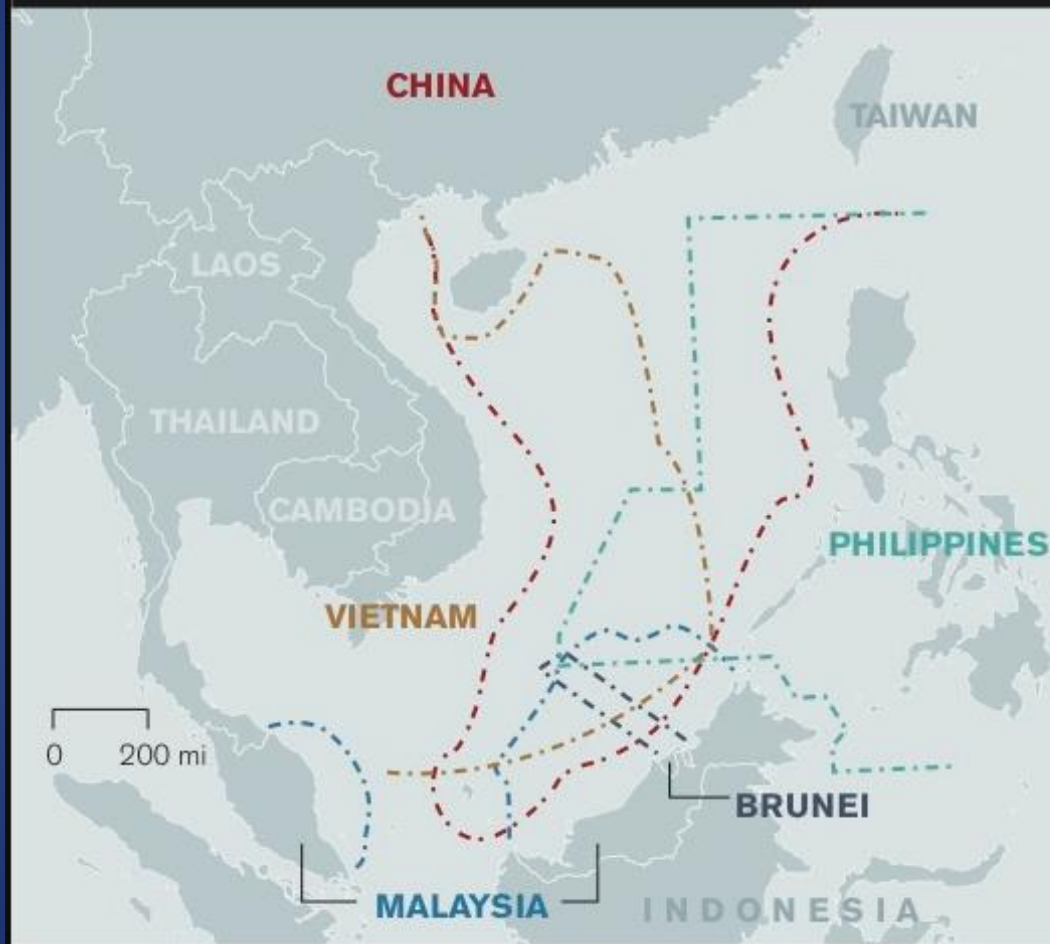 CHINA
TAIWAN
LAOS
THAILAND
CAMBODIA
PHILIPPINES
VIETNAM
0 200 mi
BRUNEI
MALAYSIA
INDONESIA